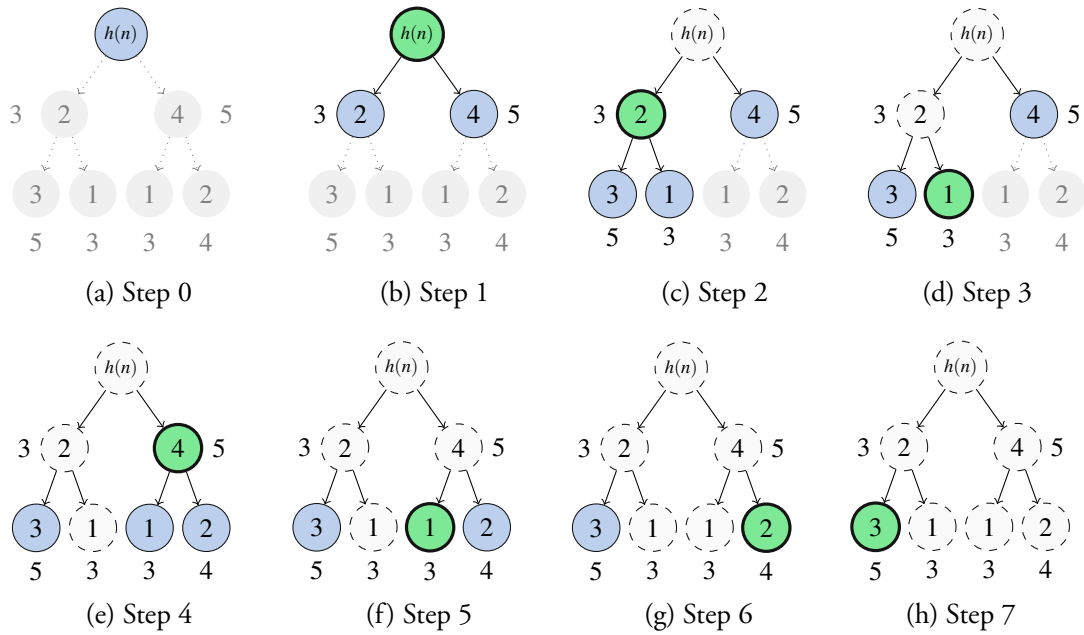 h(n) h(n) h(n) h(n)
3 2 4 5 3 2 4 5 3 2 4 5 3 2 4 5
3 1 1 2 3 1 1 2 3 1 1 2 3 1 1 2
5 3 3 4 5 3 3 4 5 3 3 4 5 3 3 4
(a) Step 0 (b) Step 1 (c) Step 2 (d) Step 3
h(n) h(n) h(n) h(n)
3 2 4 5 3 2 4 5 3 2 4 5 3 2 4 5
3 1 1 2 3 1 1 2 3 1 1 2 3 1 1 2
5 3 3 4 5 3 3 4 5 3 3 4 5 3 3 4
(e) Step 4 (f) Step 5 (g) Step 6 (h) Step 7